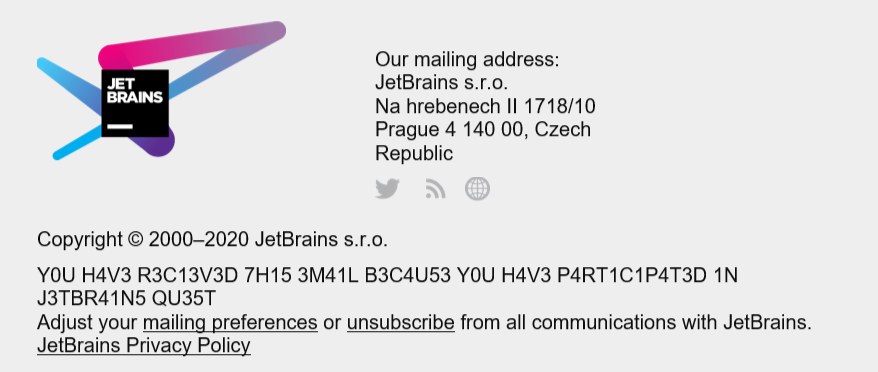 JET
BRAINS
Our mailing address:
JetBrains s.r.o.
Na hrebenech II 1718/10
Prague 4 140 00, Czech
Republic
Copyright © 2000–2020 JetBrains s.r.o.
Y0U H4V3 R3C13V3D 7H15 3M41L B3C4U53 Y0U H4V3 P4RT1C1P4T3D 1N
J3TBR41N5 QU35T
Adjust your mailing preferences or unsubscribe from all communications with JetBrains.
JetBrains Privacy Policy